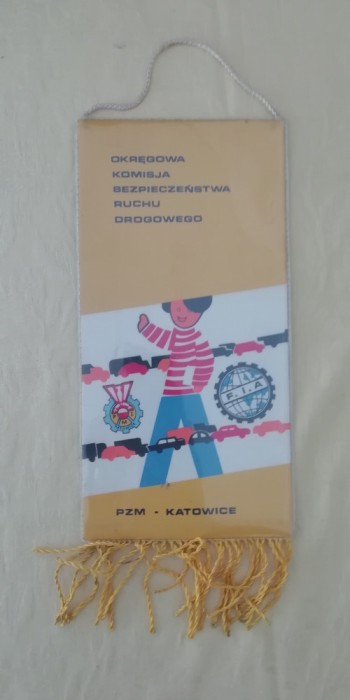 OKRĘGOWA
KOMISJA
BEZPIECZEŃSTWA
RUCHU
DROGOWEGO
F.I.A
PZM - KATOWICE